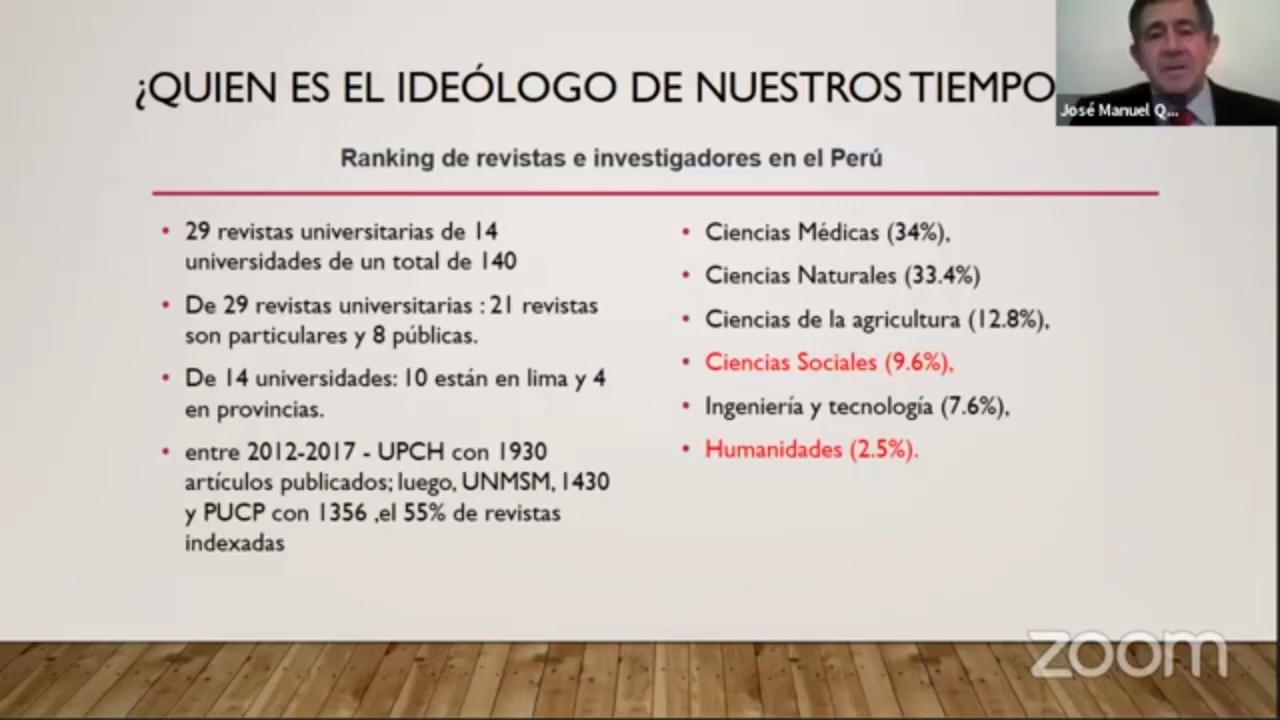 ¿QUIEN ES EL IDEÓLOGO DE NUESTROS TIEMPO
José Manuel Q...
Ranking de revistas e investigadores en el Perú
• 29 revistas universitarias de 14
universidades de un total de 140
• De 29 revistas universitarias : 21 revistas
son particulares y 8 públicas.
• De 14 universidades: 10 están en lima y 4
en provincias.
• entre 2012-2017 - UPCH con 1930
artículos publicados; luego, UNMSM, 1430
y PUCP con 1356 ,el 55% de revistas
indexadas
• Ciencias Médicas (34%),
• Ciencias Naturales (33.4%)
• Ciencias de la agricultura (12.8%),
• Ciencias Sociales (9.6%),
• Ingeniería y tecnología (7.6%),
• Humanidades (2.5%).
zoom